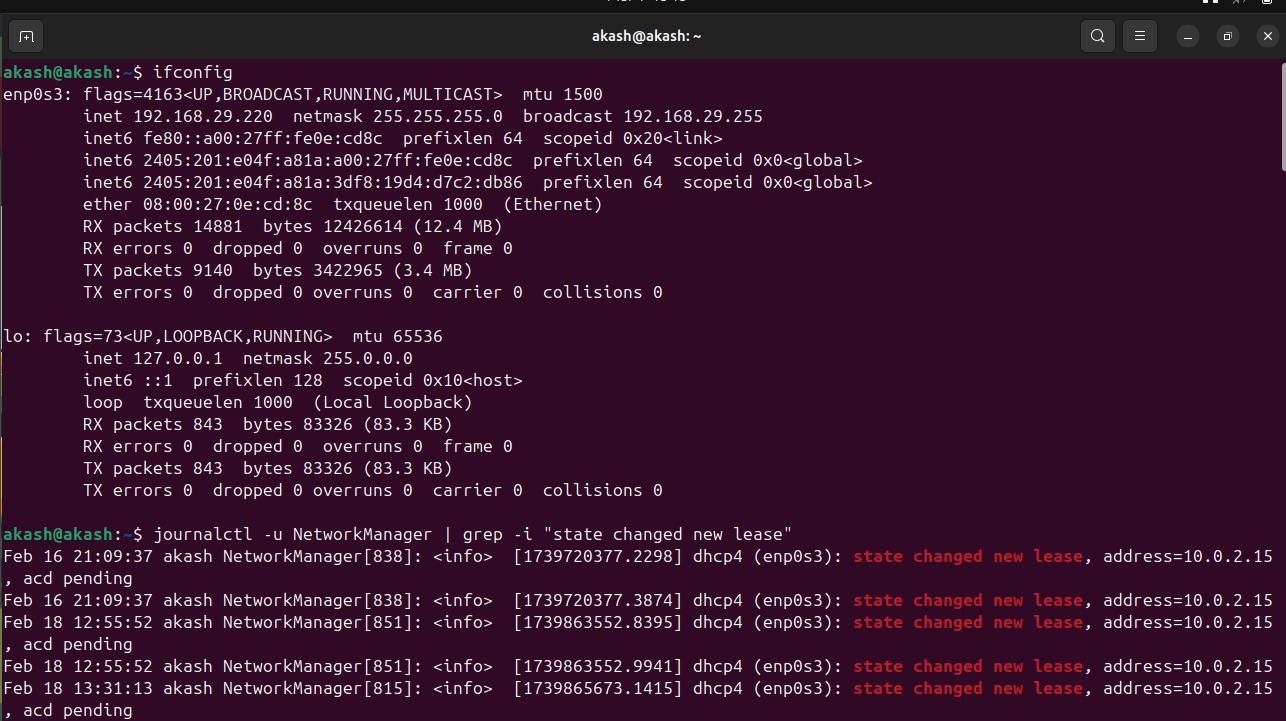 akash@akash: ~
akash@akash:~$ ifconfig
enp0s3: flags=4163<UP,BROADCAST,RUNNING,MULTICAST>  mtu 1500
        inet 192.168.29.220  netmask 255.255.255.0  broadcast 192.168.29.255
        inet6 fe80::a00:27ff:fe0e:cd8c  prefixlen 64  scopeid 0x20<link>
        inet6 2405:201:e04f:a81a:a00:27ff:fe0e:cd8c  prefixlen 64  scopeid 0x0<global>
        inet6 2405:201:e04f:a81a:3df8:19d4:d7c2:db86  prefixlen 64  scopeid 0x0<global>
        ether 08:00:27:0e:cd:8c  txqueuelen 1000  (Ethernet)
        RX packets 14881  bytes 12426614 (12.4 MB)
        RX errors 0  dropped 0  overruns 0  frame 0
        TX packets 9140  bytes 3422965 (3.4 MB)
        TX errors 0  dropped 0 overruns 0  carrier 0  collisions 0
lo: flags=73<UP,LOOPBACK,RUNNING>  mtu 65536
        inet 127.0.0.1  netmask 255.0.0.0
        inet6 ::1  prefixlen 128  scopeid 0x10<host>
        loop  txqueuelen 1000  (Local Loopback)
        RX packets 843  bytes 83326 (83.3 KB)
        RX errors 0  dropped 0  overruns 0  frame 0
        TX packets 843  bytes 83326 (83.3 KB)
        TX errors 0  dropped 0 overruns 0  carrier 0  collisions 0
akash@akash:~$ journalctl -u NetworkManager | grep -i "state changed new lease"
Feb 16 21:09:37 akash NetworkManager[838]: <info>  [1739720377.2298] dhcp4 (enp0s3): state changed new lease, address=10.0.2.15
, acd pending
Feb 16 21:09:37 akash NetworkManager[838]: <info>  [1739720377.3874] dhcp4 (enp0s3): state changed new lease, address=10.0.2.15
Feb 18 12:55:52 akash NetworkManager[851]: <info>  [1739863552.8395] dhcp4 (enp0s3): state changed new lease, address=10.0.2.15
, acd pending
Feb 18 12:55:52 akash NetworkManager[851]: <info>  [1739863552.9941] dhcp4 (enp0s3): state changed new lease, address=10.0.2.15
Feb 18 13:31:13 akash NetworkManager[815]: <info>  [1739865673.1415] dhcp4 (enp0s3): state changed new lease, address=10.0.2.15
, acd pending